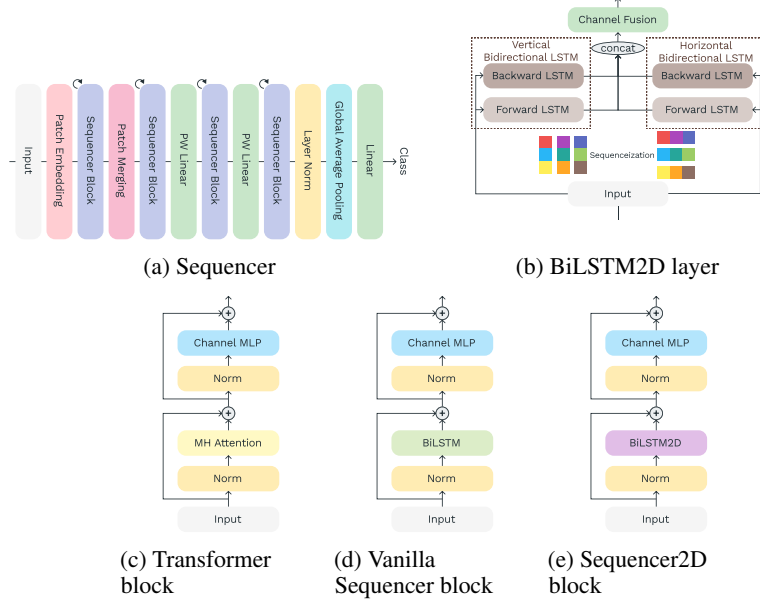 Input
Patch Embedding
Sequencer Block
Patch Merging
Sequencer Block
PW Linear
Sequencer Block
PW Linear
Sequencer Block
Layer Norm
Global Average Pooling
Linear
Class
(a) Sequencer
Channel Fusion
concat
Vertical
Bidirectional LSTM
Backward LSTM
Forward LSTM
Horizontal
Bidirectional LSTM
Backward LSTM
Forward LSTM
Sequenceization
Input
(b) BiLSTM2D layer
+
Channel MLP
Norm
+
MH Attention
Norm
Input
(c) Transformer
block
+
Channel MLP
Norm
+
BiLSTM
Norm
Input
(d) Vanilla
Sequencer block
+
Channel MLP
Norm
+
BiLSTM2D
Norm
Input
(e) Sequencer2D
block